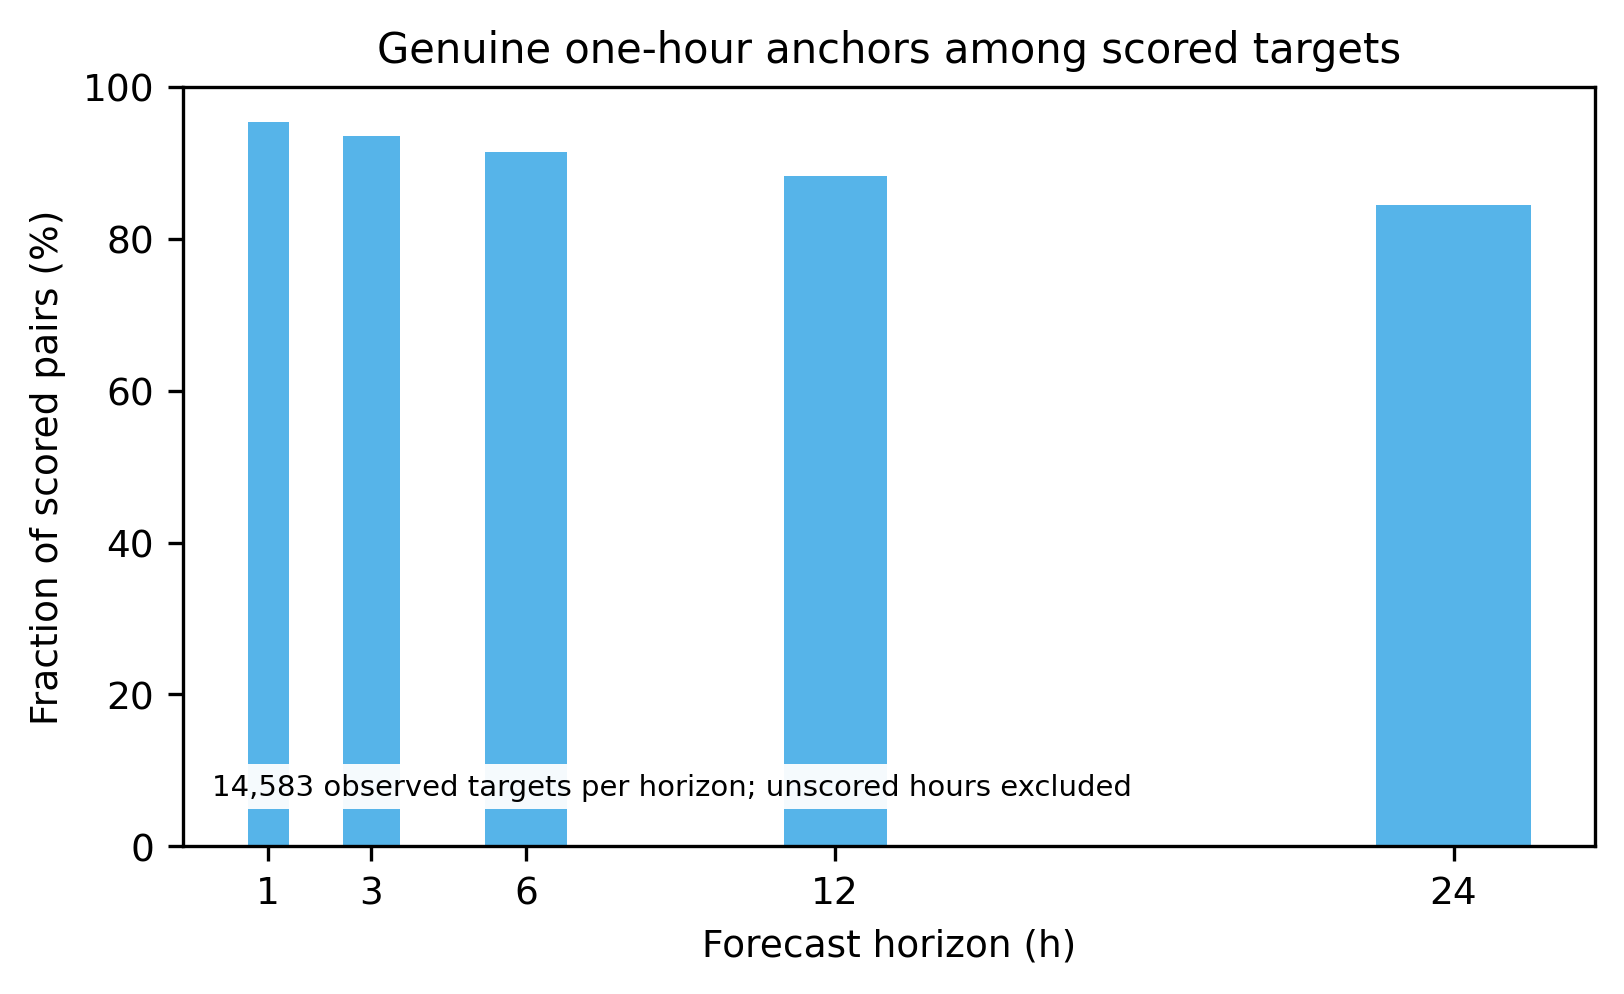 Genuine one-hour anchors among scored targets
Fraction of scored pairs (%)
100
80
60
40
20
0
14,583 observed targets per horizon; unscored hours excluded
1 3 6 12 24
Forecast horizon (h)